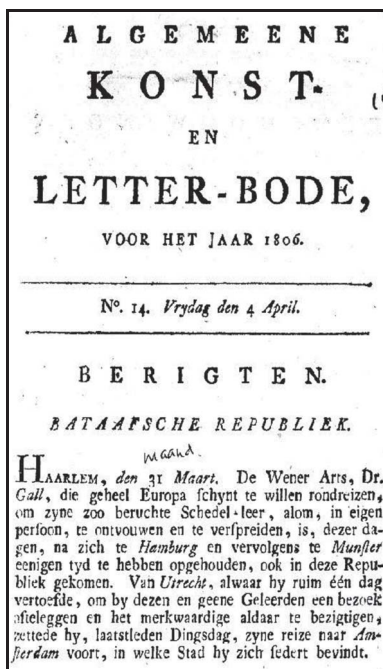 ALGEMEENE
KONST-
EN
LETTER-BODE,
VOOR HET JAAR 1806.
Nº. 14. Vrydag den 4 April.
BERIGTEN.
BATAAFSCHE REPUBLIEK.
maand.
HAARLEM, den 31 Maart. De Wener Arts, Dr.
Gall, die geheel Europa ſchynt te willen rondreizen,
om zyne zoo beruchte Schedel-leer, alom, in eigen
perſoon, te ontvouwen en te verſpreiden, is, dezer da-
gen, na zich te Hamburg en vervolgens te Munſter
eenigen tyd te hebben opgehouden, ook in deze Repu-
bliek gekomen. Van Utrecht, alwaar hy ruim één dag
vertoefde, om by dezen en geene Geleerden een bezoek
afteleggen en het merkwaardige aldaar te bezigtigen,
zettede hy, laatstleden Dingsdag, zyne reize naar Am-
ſterdam voort, in welke Stad hy zich ſedert bevindt.